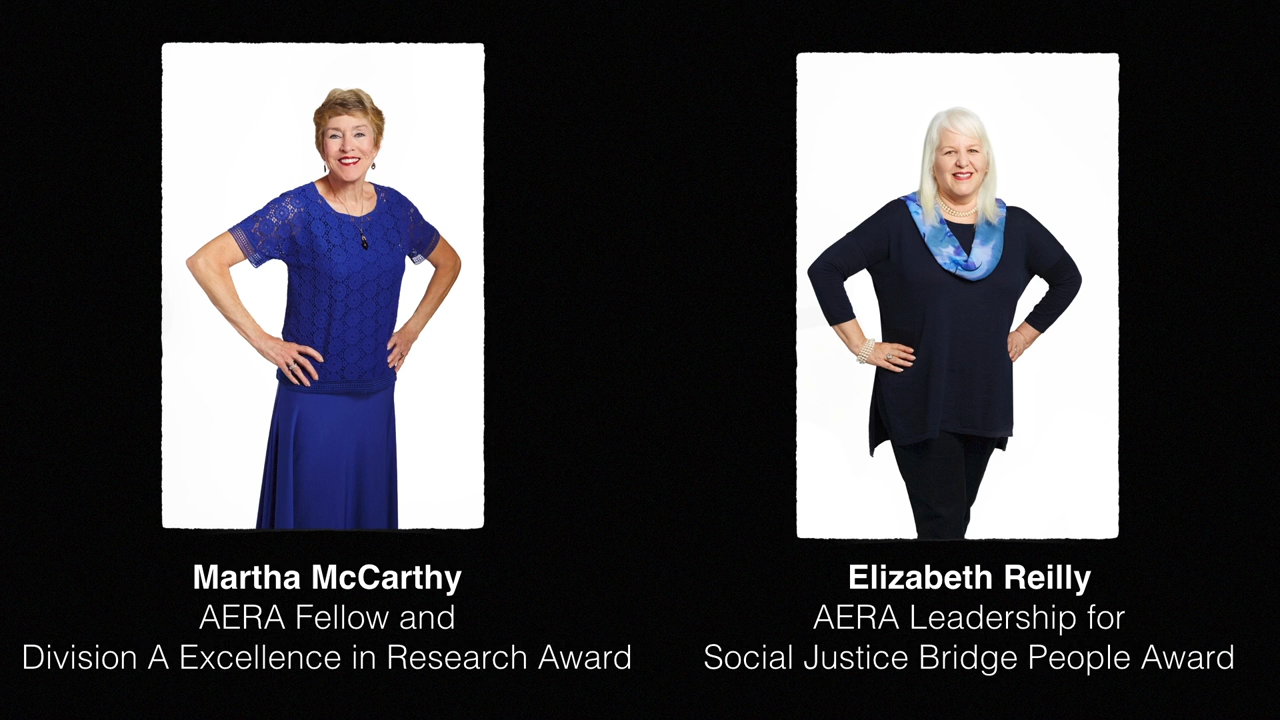 Martha McCarthy
AERA Fellow and
Division A Excellence in Research Award
Elizabeth Reilly
AERA Leadership for
Social Justice Bridge People Award